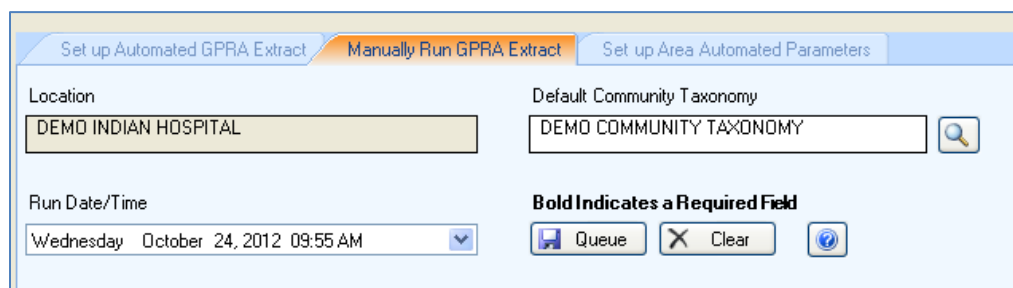 Set up Automated GPRA Extract Manually Run GPRA Extract Set up Area Automated Parameters
Location Default Community Taxonomy
DEMO INDIAN HOSPITAL DEMO COMMUNITY TAXONOMY
Run Date/Time Bold Indicates a Required Field
Wednesday October 24, 2012 09:55 AM Queue Clear